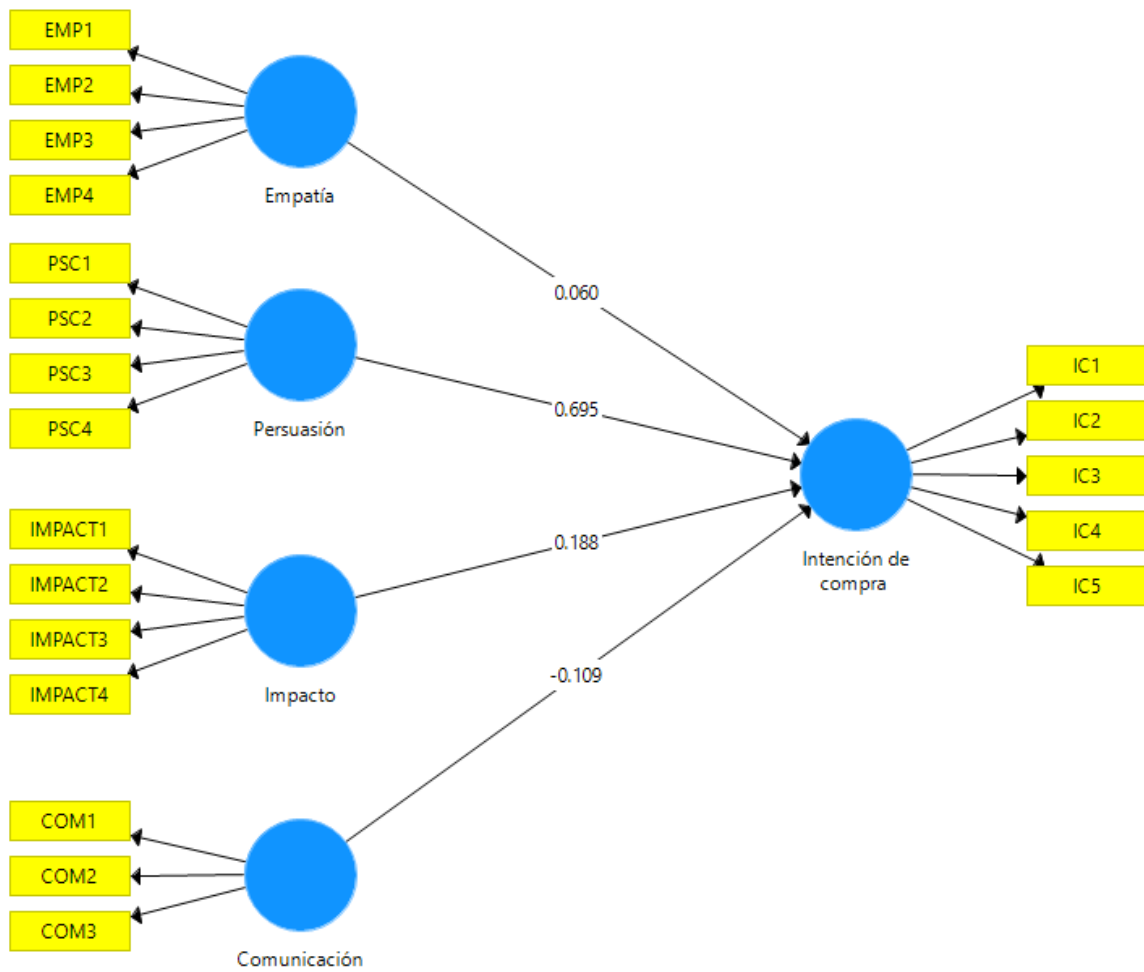 EMP1
EMP2
EMP3
EMP4
Empatía
PSC1
PSC2
PSC3
PSC4
Persuasión
IMPACT1
IMPACT2
IMPACT3
IMPACT4
Impacto
COM1
COM2
COM3
Comunicación
0.060
0.695
0.188
-0.109
Intención de
compra
IC1
IC2
IC3
IC4
IC5